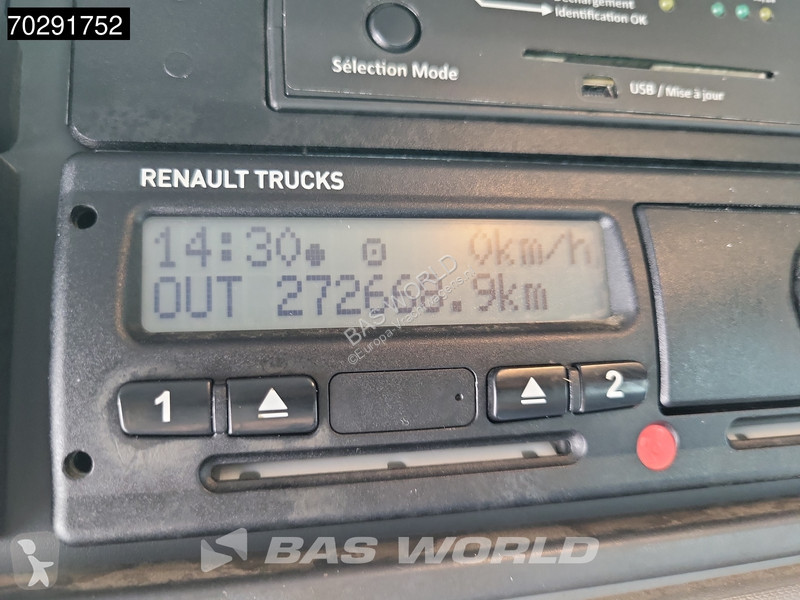 70291752
Déchargement
Identification OK
Sélection Mode
USB / Mise à jour
RENAULT TRUCKS
14:30 0km/h
OUT .9km
BAS WORLD
1
2
BAS WORLD